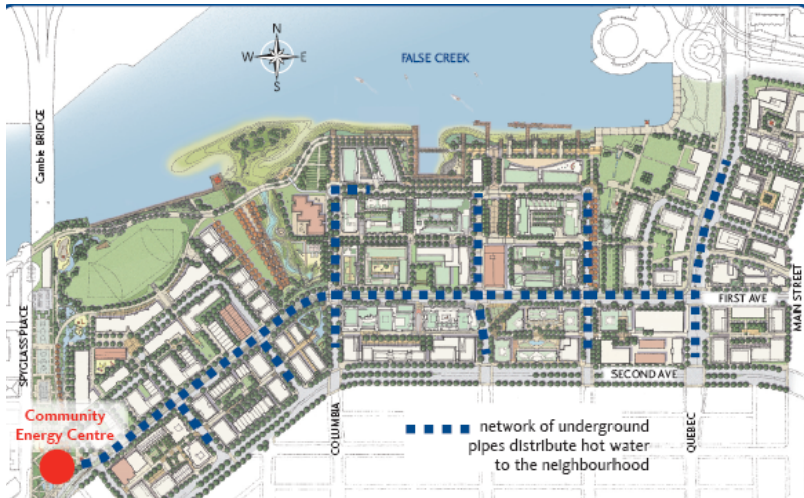 N
W E
S
FALSE CREEK
Cambie BRIDGE
SPYGLASS PLACE
MAIN STREET
FIRST AVE
SECOND AVE
Community
Energy Centre
COLUMBIA
QUEBEC
network of underground
pipes distribute hot water
to the neighbourhood